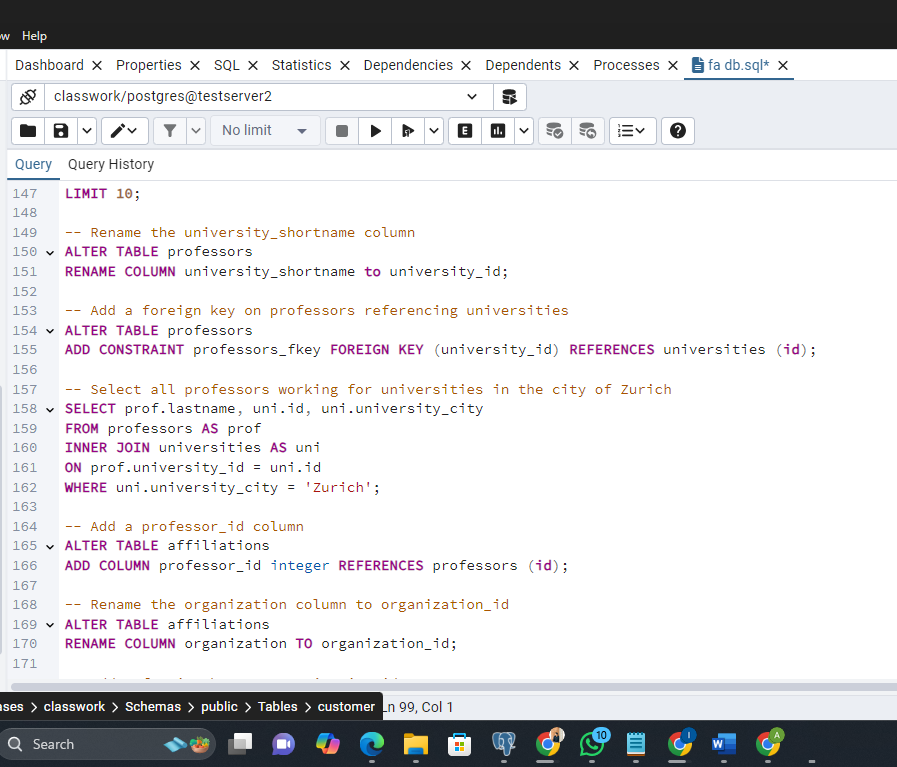 Help
Dashboard × Properties × SQL × Statistics × Dependencies × Dependents × Processes × fa db.sql* ×
classwork/postgres@testserver2
No limit
E
Query Query History
147 LIMIT 10;
148
149 -- Rename the university_shortname column
150 ALTER TABLE professors
151 RENAME COLUMN university_shortname to university_id;
152
153 -- Add a foreign key on professors referencing universities
154 ALTER TABLE professors
155 ADD CONSTRAINT professors_fkey FOREIGN KEY (university_id) REFERENCES universities (id);
156
157 -- Select all professors working for universities in the city of Zurich
158 SELECT prof.lastname, uni.id, uni.university_city
159 FROM professors AS prof
160 INNER JOIN universities AS uni
161 ON prof.university_id = uni.id
162 WHERE uni.university_city = 'Zurich';
163
164 -- Add a professor_id column
165 ALTER TABLE affiliations
166 ADD COLUMN professor_id integer REFERENCES professors (id);
167
168 -- Rename the organization column to organization_id
169 ALTER TABLE affiliations
170 RENAME COLUMN organization TO organization_id;
171
ases > classwork > Schemas > public > Tables > customer Ln 99, Col 1
Search
10
I
W
A